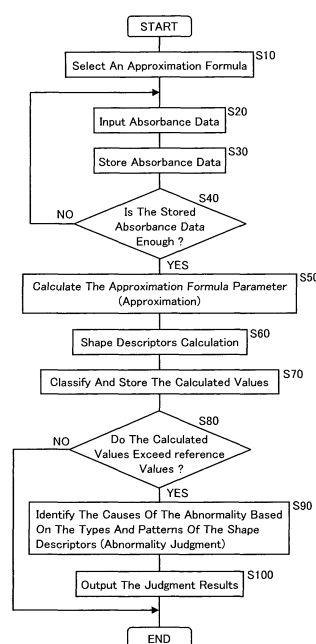 START
S10
Select An Approximation Formula
S20
Input Absorbance Data
S30
Store Absorbance Data
S40
NO
Is The Stored
Absorbance Data
Enough ?
YES
S50
Calculate The Approximation Formula Parameter
(Approximation)
S60
Shape Descriptors Calculation
S70
Classify And Store The Calculated Values
S80
NO
Do The Calculated
Values Exceed reference
Values ?
YES
S90
Identify The Causes Of The Abnormality Based
On The Types And Patterns Of The Shape
Descriptors (Abnormality Judgment)
S100
Output The Judgment Results
END